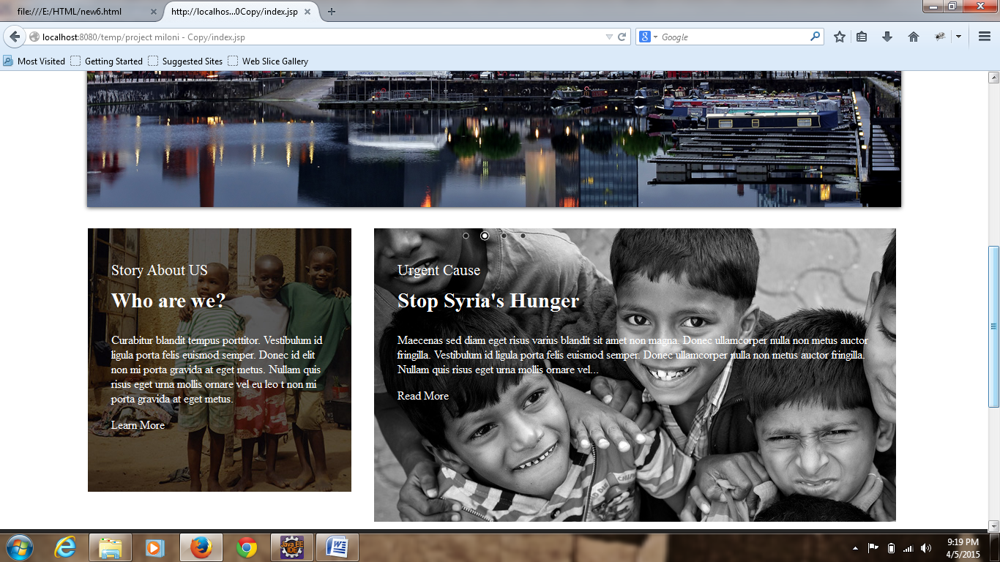 file:///E:/HTML/new6.html
http://localhos...0Copy/index.jsp
localhost:8080/temp/project miloni - Copy/index.jsp
Google
Most Visited
Getting Started
Suggested Sites
Web Slice Gallery
Story About US
Who are we?
Curabitur blandit tempus porttitor. Vestibulum id
ligula porta felis euismod semper. Donec id elit
non mi porta gravida at eget metus. Nullam quis
risus eget urna mollis ornare vel eu leo t non mi
porta gravida at eget metus.
Learn More
Urgent Cause
Stop Syria's Hunger
Maecenas sed diam eget risus varius blandit sit amet non magna. Donec ullamcorper nulla non metus auctor
fringilla. Vestibulum id ligula porta felis euismod semper. Donec ullamcorper nulla non metus auctor fringilla.
Nullam quis risus eget urna mollis ornare vel...
Read More
Java EE
IDE
9:19 PM
4/5/2015